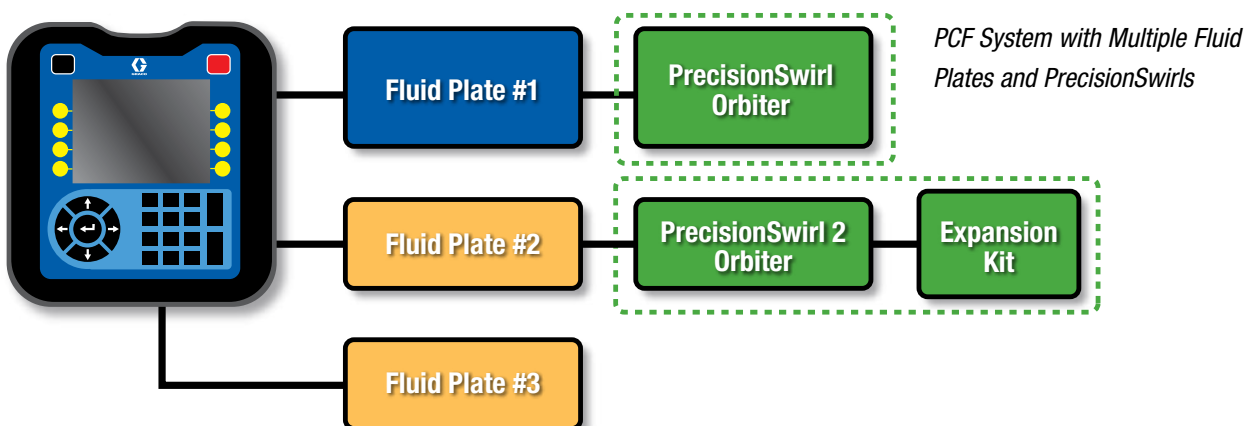 Fluid Plate #1
PrecisionSwirl
Orbiter
PCF System with Multiple Fluid
Plates and PrecisionSwirls
Fluid Plate #2
PrecisionSwirl 2
Orbiter
Expansion
Kit
Fluid Plate #3